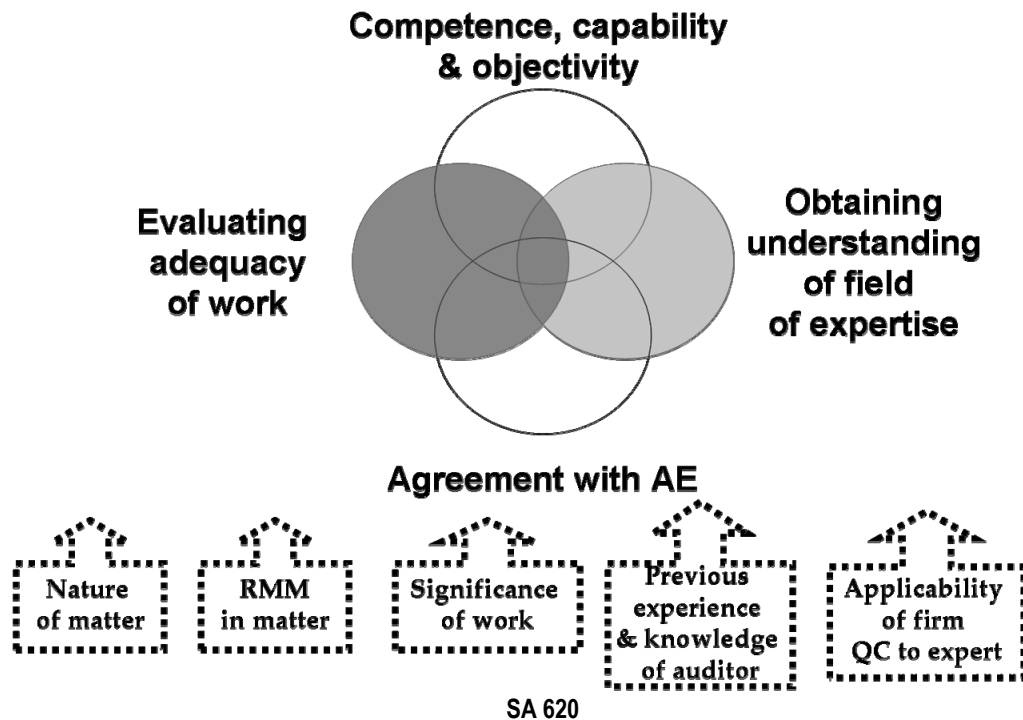 Competence, capability
& objectivity
Evaluating
adequacy
of work
Obtaining
understanding
of field
of expertise
Agreement with AE
Nature
of matter
RMM
in matter
Significance
of work
Previous
experience
& knowledge
of auditor
Applicability
of firm
QC to expert
SA 620